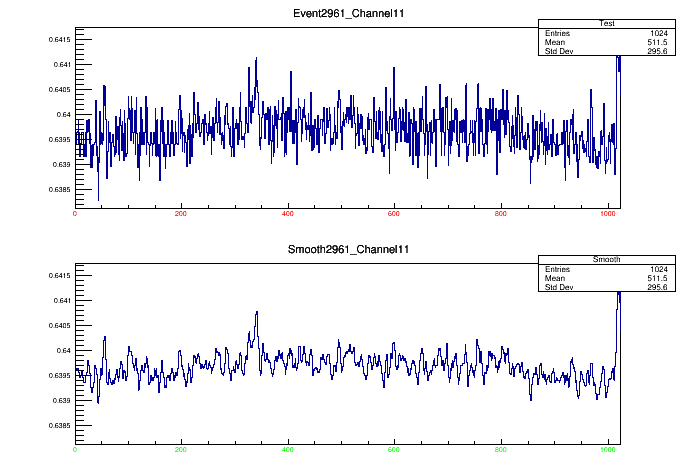 Event2961_Channel11
Test
Entries 1024
Mean 511.5
Std Dev 295.6
0.6415
0.641
0.6405
0.64
0.6395
0.639
0.6385
0 200 400 600 800 1000
Smooth2961_Channel11
Smooth
Entries 1024
Mean 511.5
Std Dev 295.6
0.6415
0.641
0.6405
0.64
0.6395
0.639
0.6385
0 200 400 600 800 1000